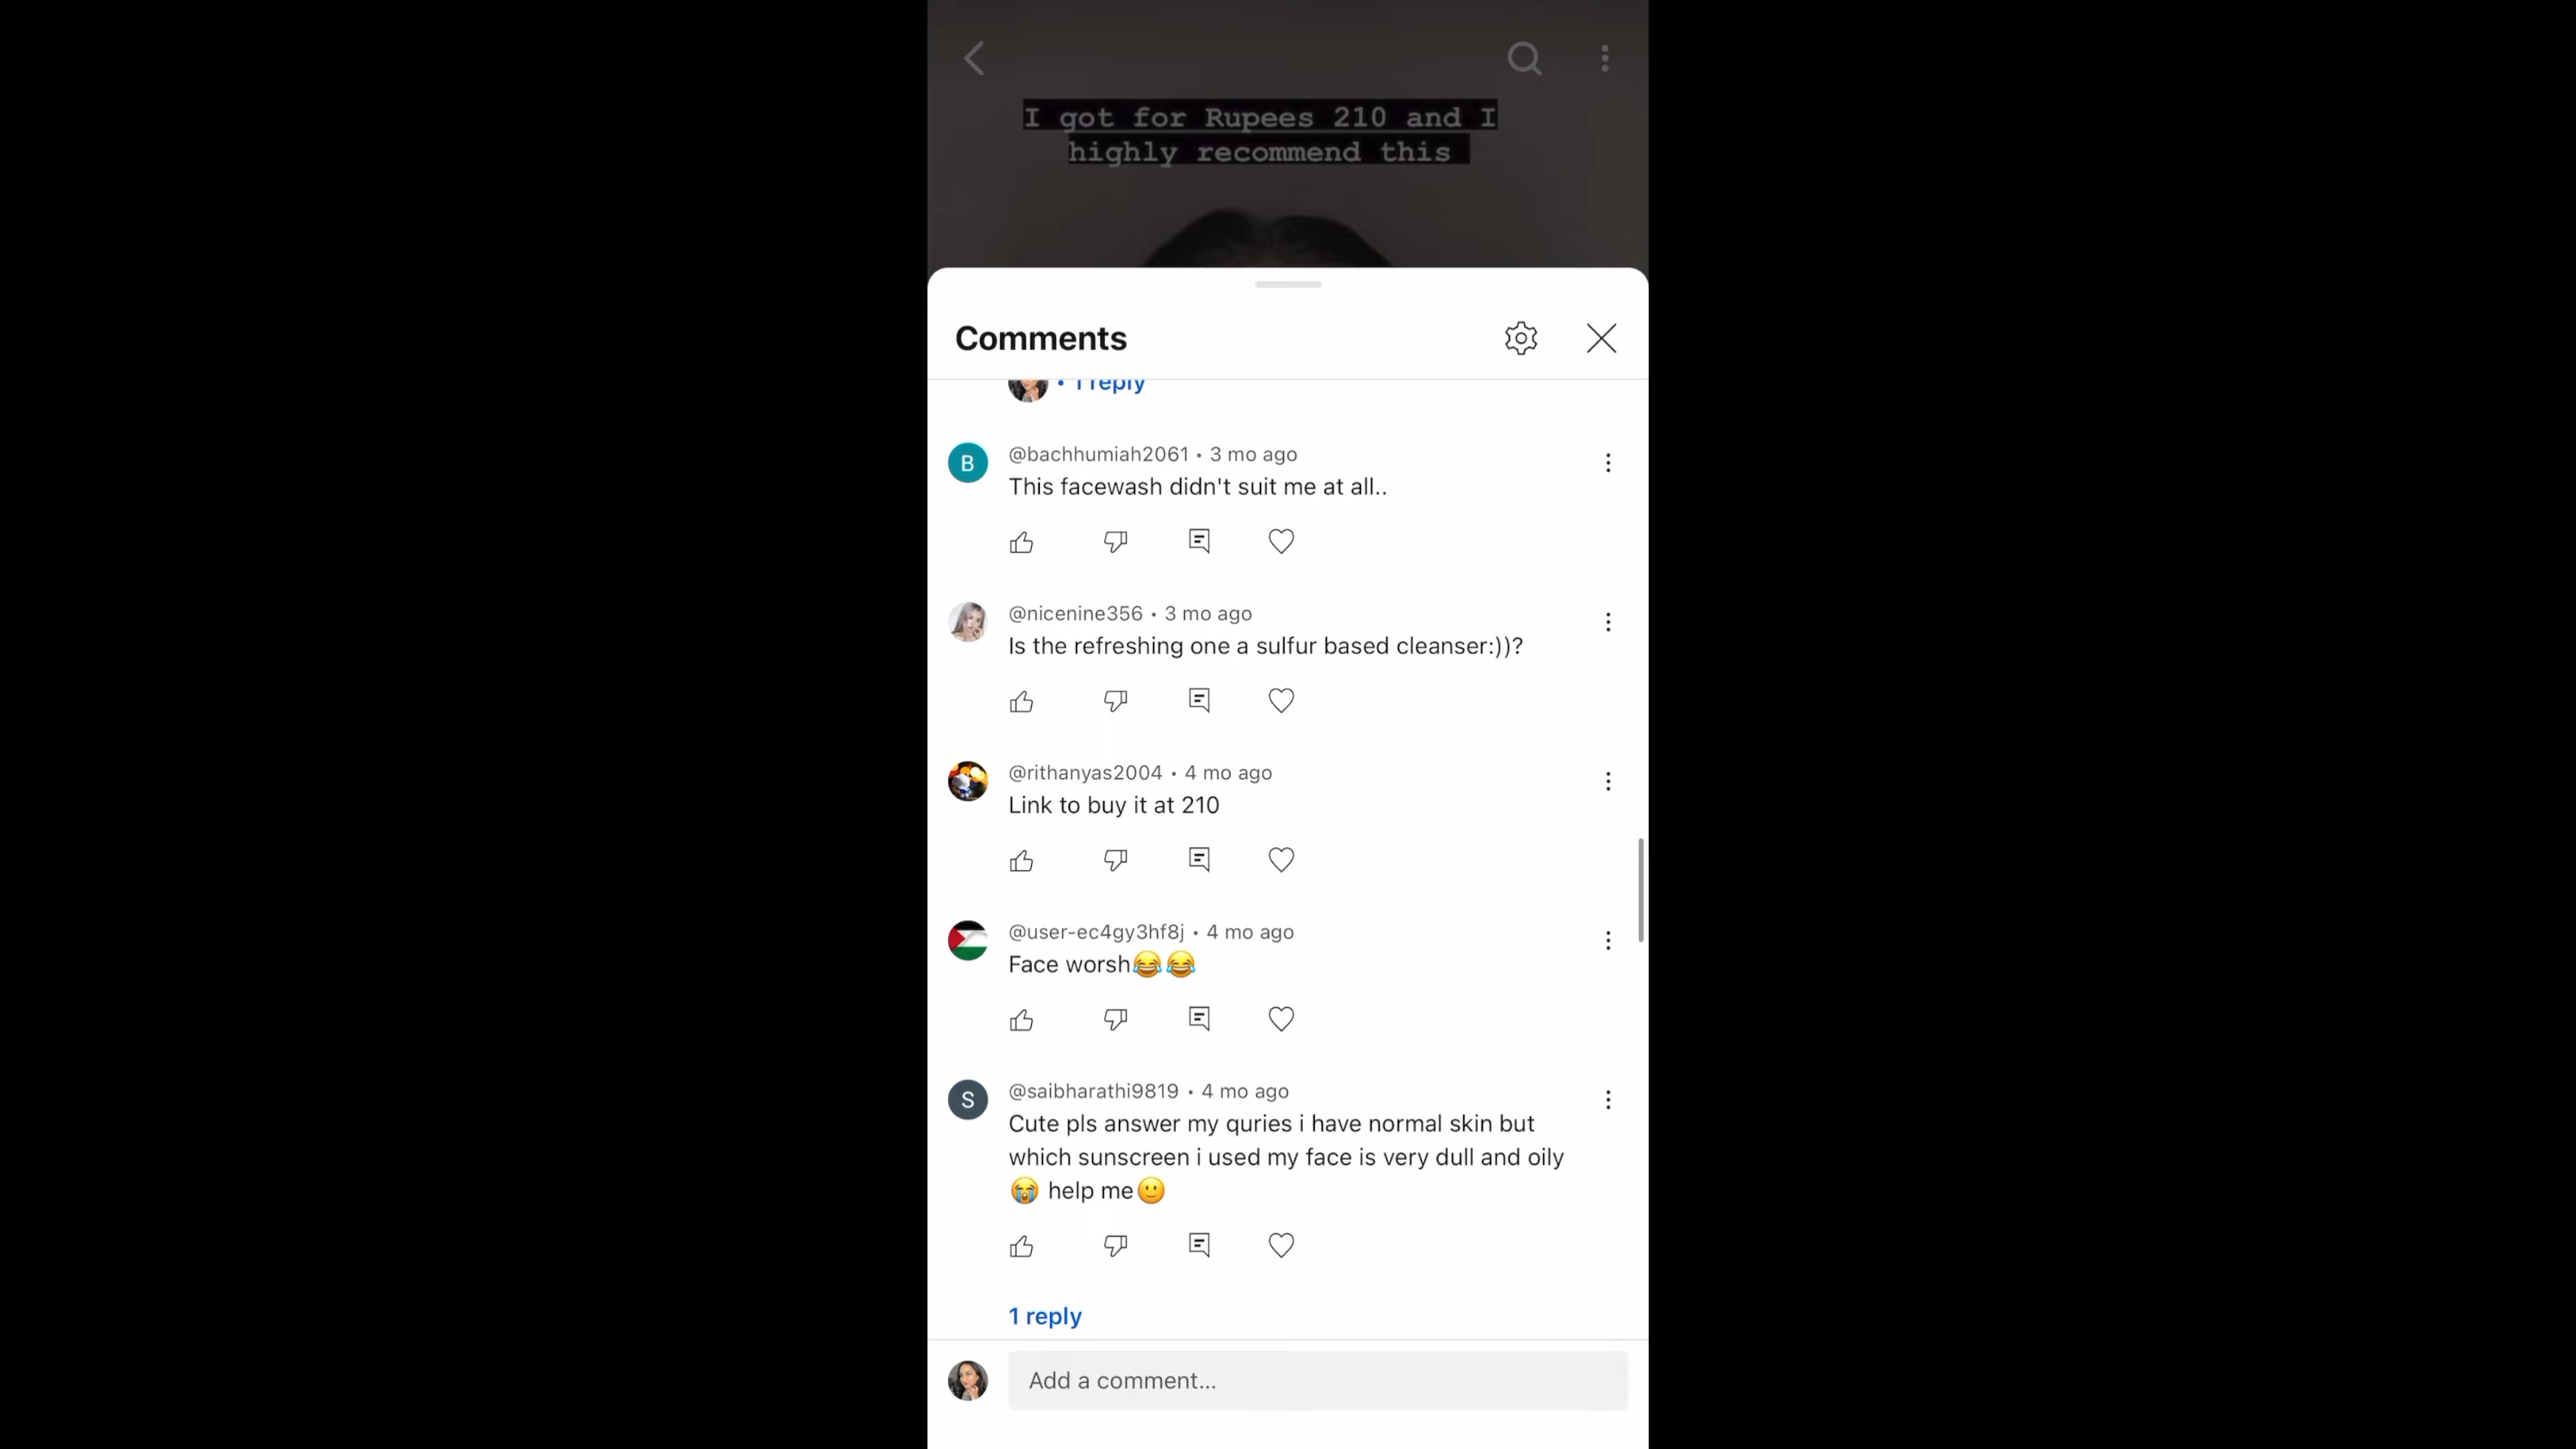 I got for Rupees 210 and I
highly recommend this
Comments
• 1 reply
B
@bachhumiah2061 • 3 mo ago
This facewash didn't suit me at all..
@nicenine356 • 3 mo ago
Is the refreshing one a sulfur based cleanser:))?
@rithanyas2004 • 4 mo ago
Link to buy it at 210
@user-ec4gy3hf8j • 4 mo ago
Face worsh😂😂
S
@saibharathi9819 • 4 mo ago
Cute pls answer my quries i have normal skin but
which sunscreen i used my face is very dull and oily
😭 help me🙂
1 reply
Add a comment...